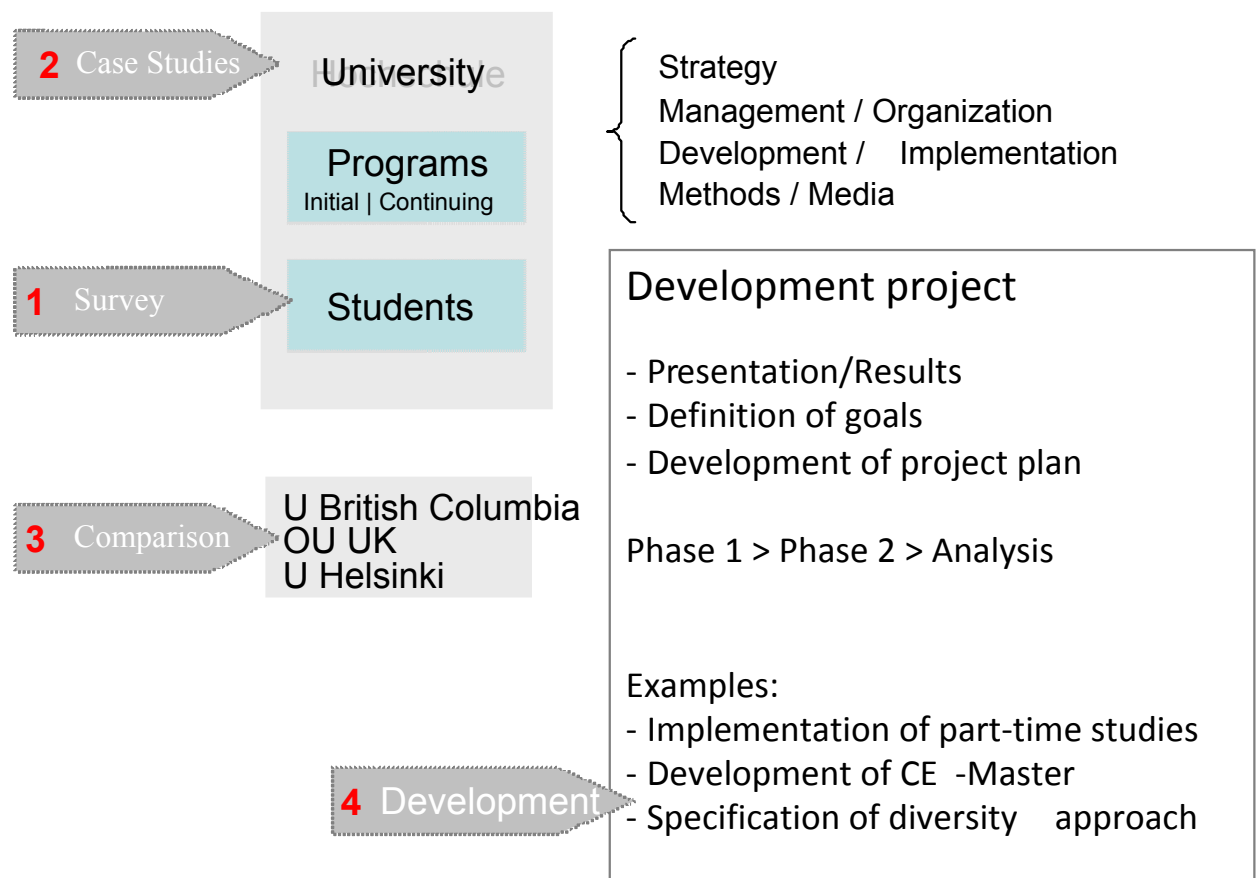 2 Case Studies
University
Hochschule
Programs
Initial | Continuing
Strategy
Management / Organization
Development / Implementation
Methods / Media
1 Survey
Students
3 Comparison
U British Columbia
OU UK
U Helsinki
Development project
- Presentation/Results
- Definition of goals
- Development of project plan
Phase 1 > Phase 2 > Analysis
Examples:
- Implementation of part-time studies
- Development of CE -Master
- Specification of diversity approach
4 Development